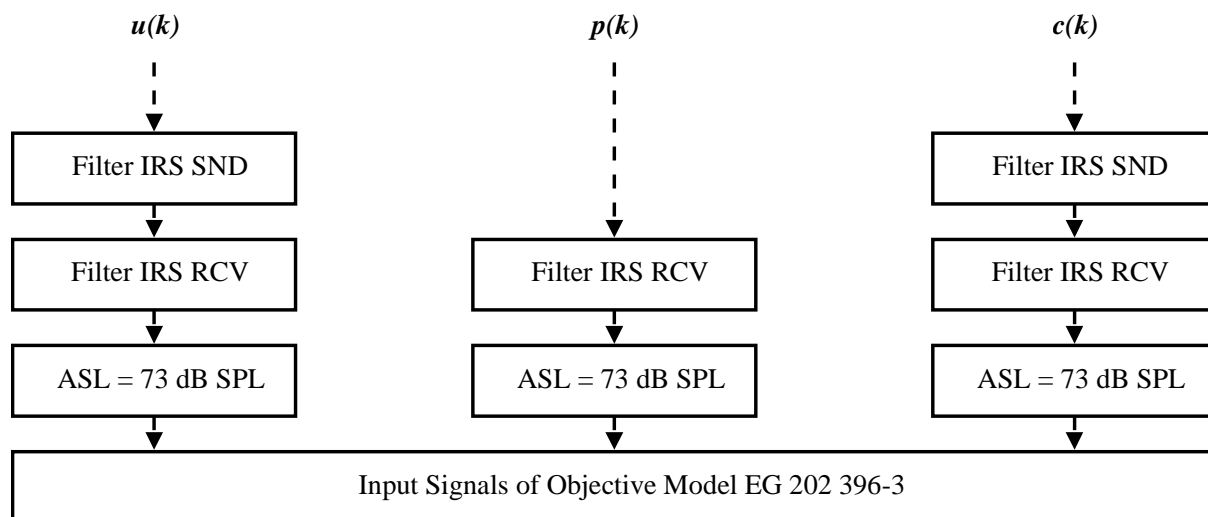 u(k)
p(k)
c(k)
Filter IRS SND
Filter IRS SND
Filter IRS RCV
Filter IRS RCV
Filter IRS RCV
ASL = 73 dB SPL
ASL = 73 dB SPL
ASL = 73 dB SPL
Input Signals of Objective Model EG 202 396-3